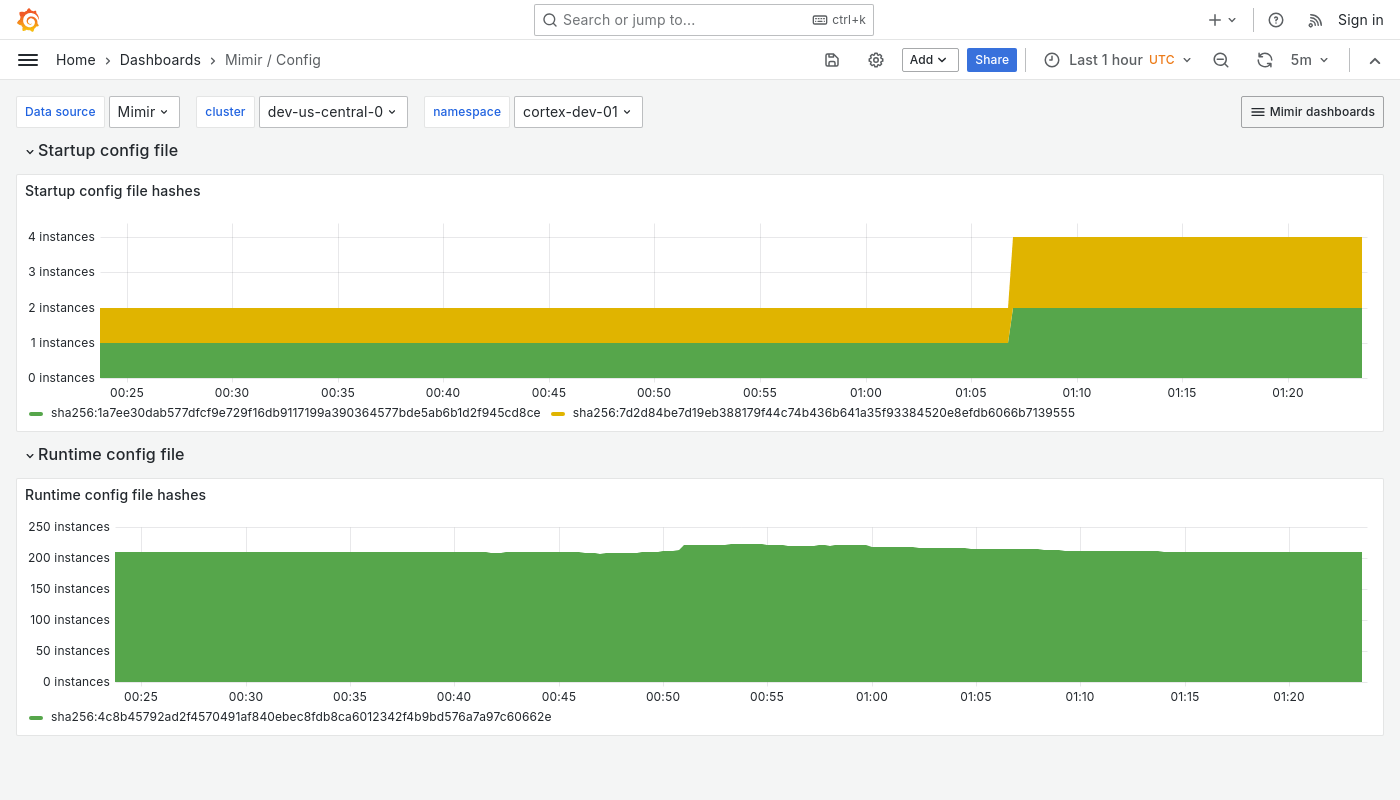 Search or jump to... ctrl+k Sign in
Home Dashboards Mimir / Config Add Share Last 1 hour UTC 5m
Data source Mimir cluster dev-us-central-0 namespace cortex-dev-01 Mimir dashboards
Startup config file
Startup config file hashes
4 instances
3 instances
2 instances
1 instances
0 instances
00:25 00:30 00:35 00:40 00:45 00:50 00:55 01:00 01:05 01:10 01:15 01:20
sha256:1a7ee30dab577dfcf9e729f16db9117199a390364577bde5ab6b1d2f945cd8ce sha256:7d2d84be7d19eb388179f44c74b436b641a35f93384520e8efdb6066b7139555
Runtime config file
Runtime config file hashes
250 instances
200 instances
150 instances
100 instances
50 instances
0 instances
00:25 00:30 00:35 00:40 00:45 00:50 00:55 01:00 01:05 01:10 01:15 01:20
sha256:4c8b45792ad2f4570491af840ebec8fdb8ca6012342f4b9bd576a7a97c60662e